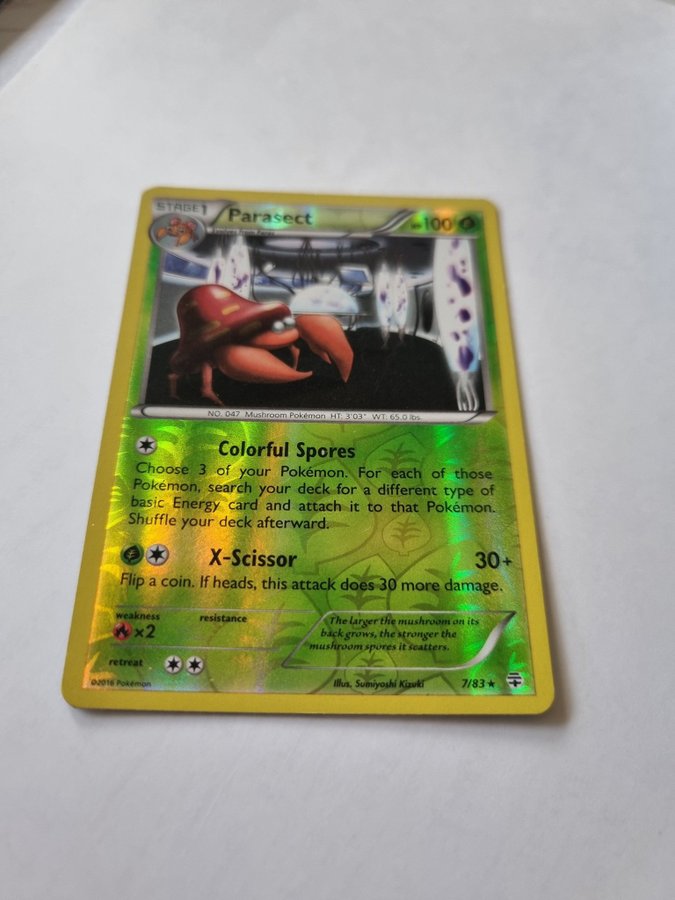 STAGE1 Parasect HP100
Evolves from Paras
NO. 047 Mushroom Pokémon HT: 3'03" WT: 65.0 lbs
Colorful Spores
Choose 3 of your Pokémon. For each of those
Pokémon, search your deck for a different type of
basic Energy card and attach it to that Pokémon.
Shuffle your deck afterward.
X-Scissor 30+
Flip a coin. If heads, this attack does 30 more damage.
weakness resistance
×2
The larger the mushroom on its
back grows, the stronger the
mushroom spores it scatters.
retreat
©2016 Pokémon Illus. Sumiyoshi Kizuki 7/83★